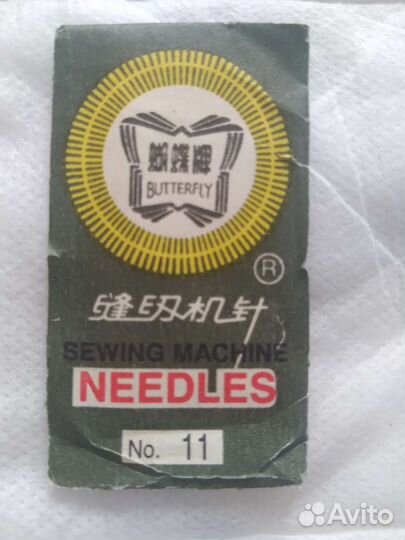 蝴蝶牌
BUTTERFLY
®
缝纫机针
SEWING MACHINE
NEEDLES
No. 11
Avito